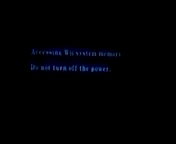 Accessing Wii system memory.
Do not turn off the power.